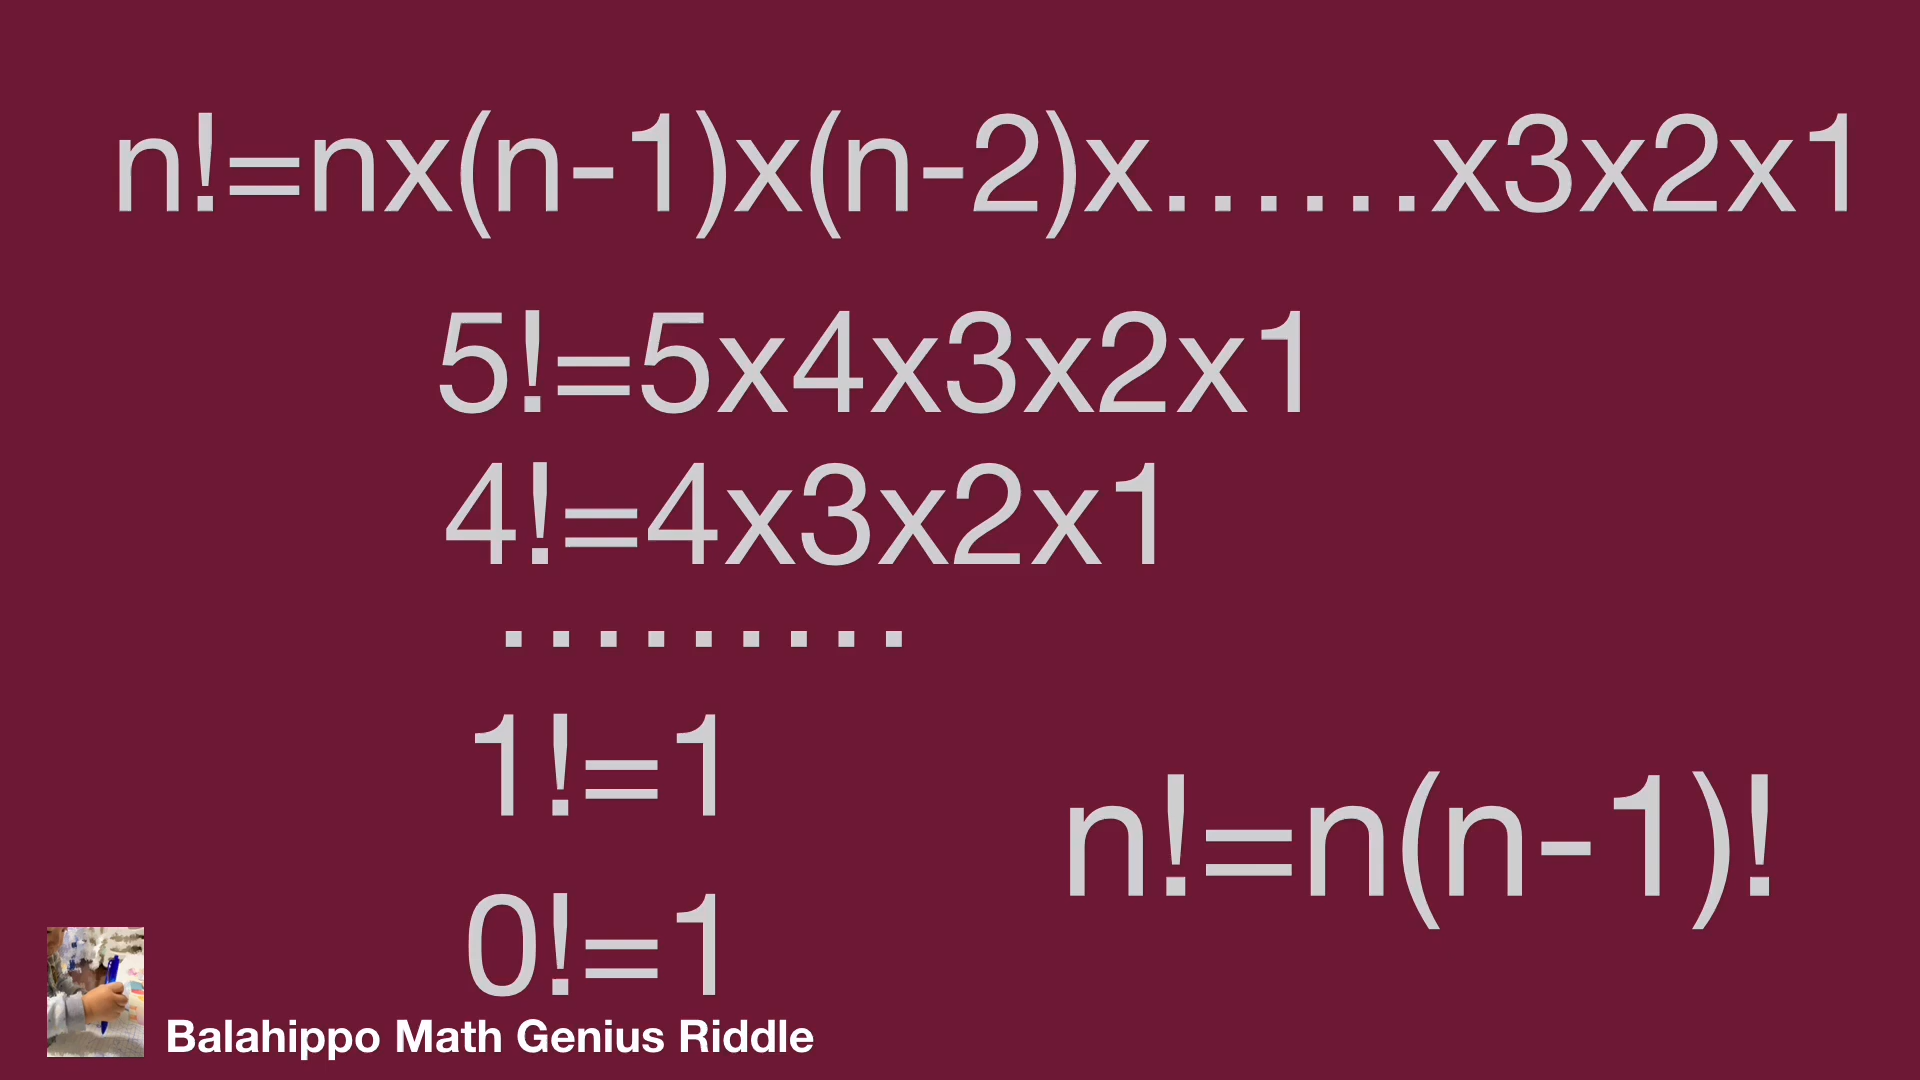 n!=nx(n-1)x(n-2)x……x3x2x1
5!=5x4x3x2x1
4!=4x3x2x1
………
1!=1
n!=n(n-1)!
0!=1
Balahippo Math Genius Riddle